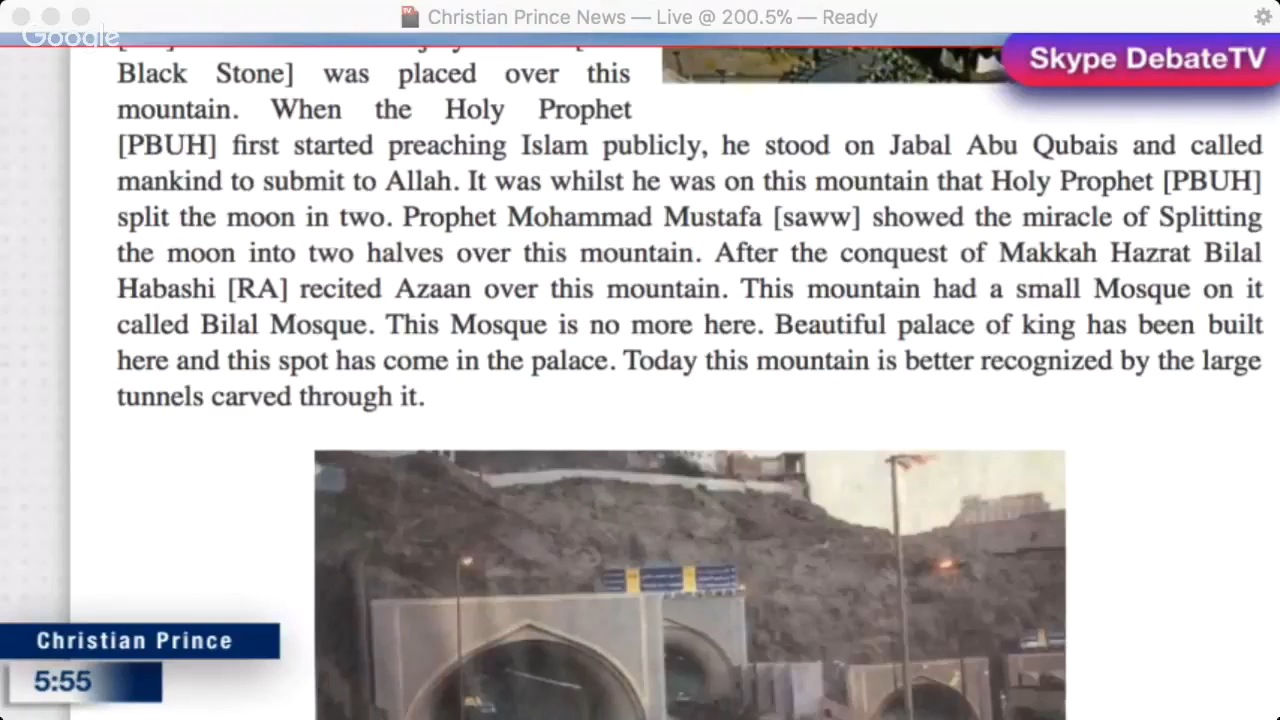 Christian Prince News — Live @ 200.5% — Ready
Google
Skype DebateTV
Black Stone] was placed over this
mountain. When the Holy Prophet
[PBUH] first started preaching Islam publicly, he stood on Jabal Abu Qubais and called
mankind to submit to Allah. It was whilst he was on this mountain that Holy Prophet [PBUH]
split the moon in two. Prophet Mohammad Mustafa [saww] showed the miracle of Splitting
the moon into two halves over this mountain. After the conquest of Makkah Hazrat Bilal
Habashi [RA] recited Azaan over this mountain. This mountain had a small Mosque on it
called Bilal Mosque. This Mosque is no more here. Beautiful palace of king has been built
here and this spot has come in the palace. Today this mountain is better recognized by the large
tunnels carved through it.
Christian Prince
5:55